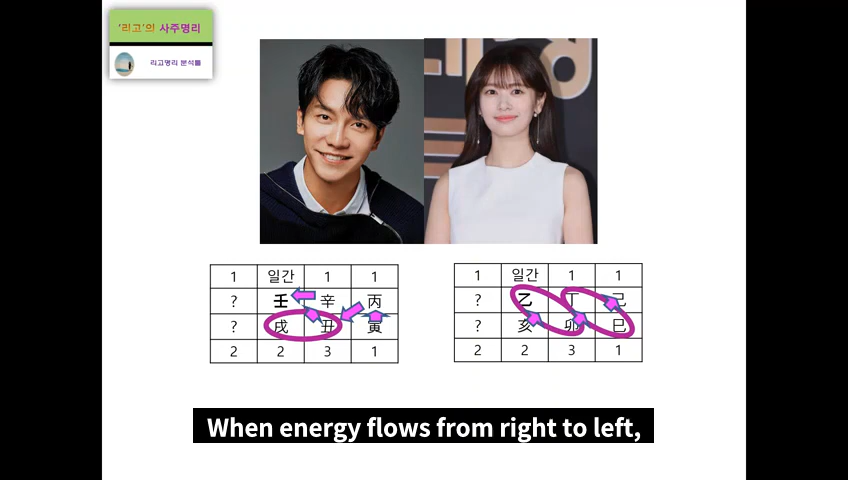 '리고'의 사주명리
리고명리 분석틀
1 일간 1 1
? 壬 辛 丙
? 戌 丑 寅
2 2 3 1
1 일간 1 1
? 乙 丁 己
? 亥 卯 巳
2 2 3 1
When energy flows from right to left,